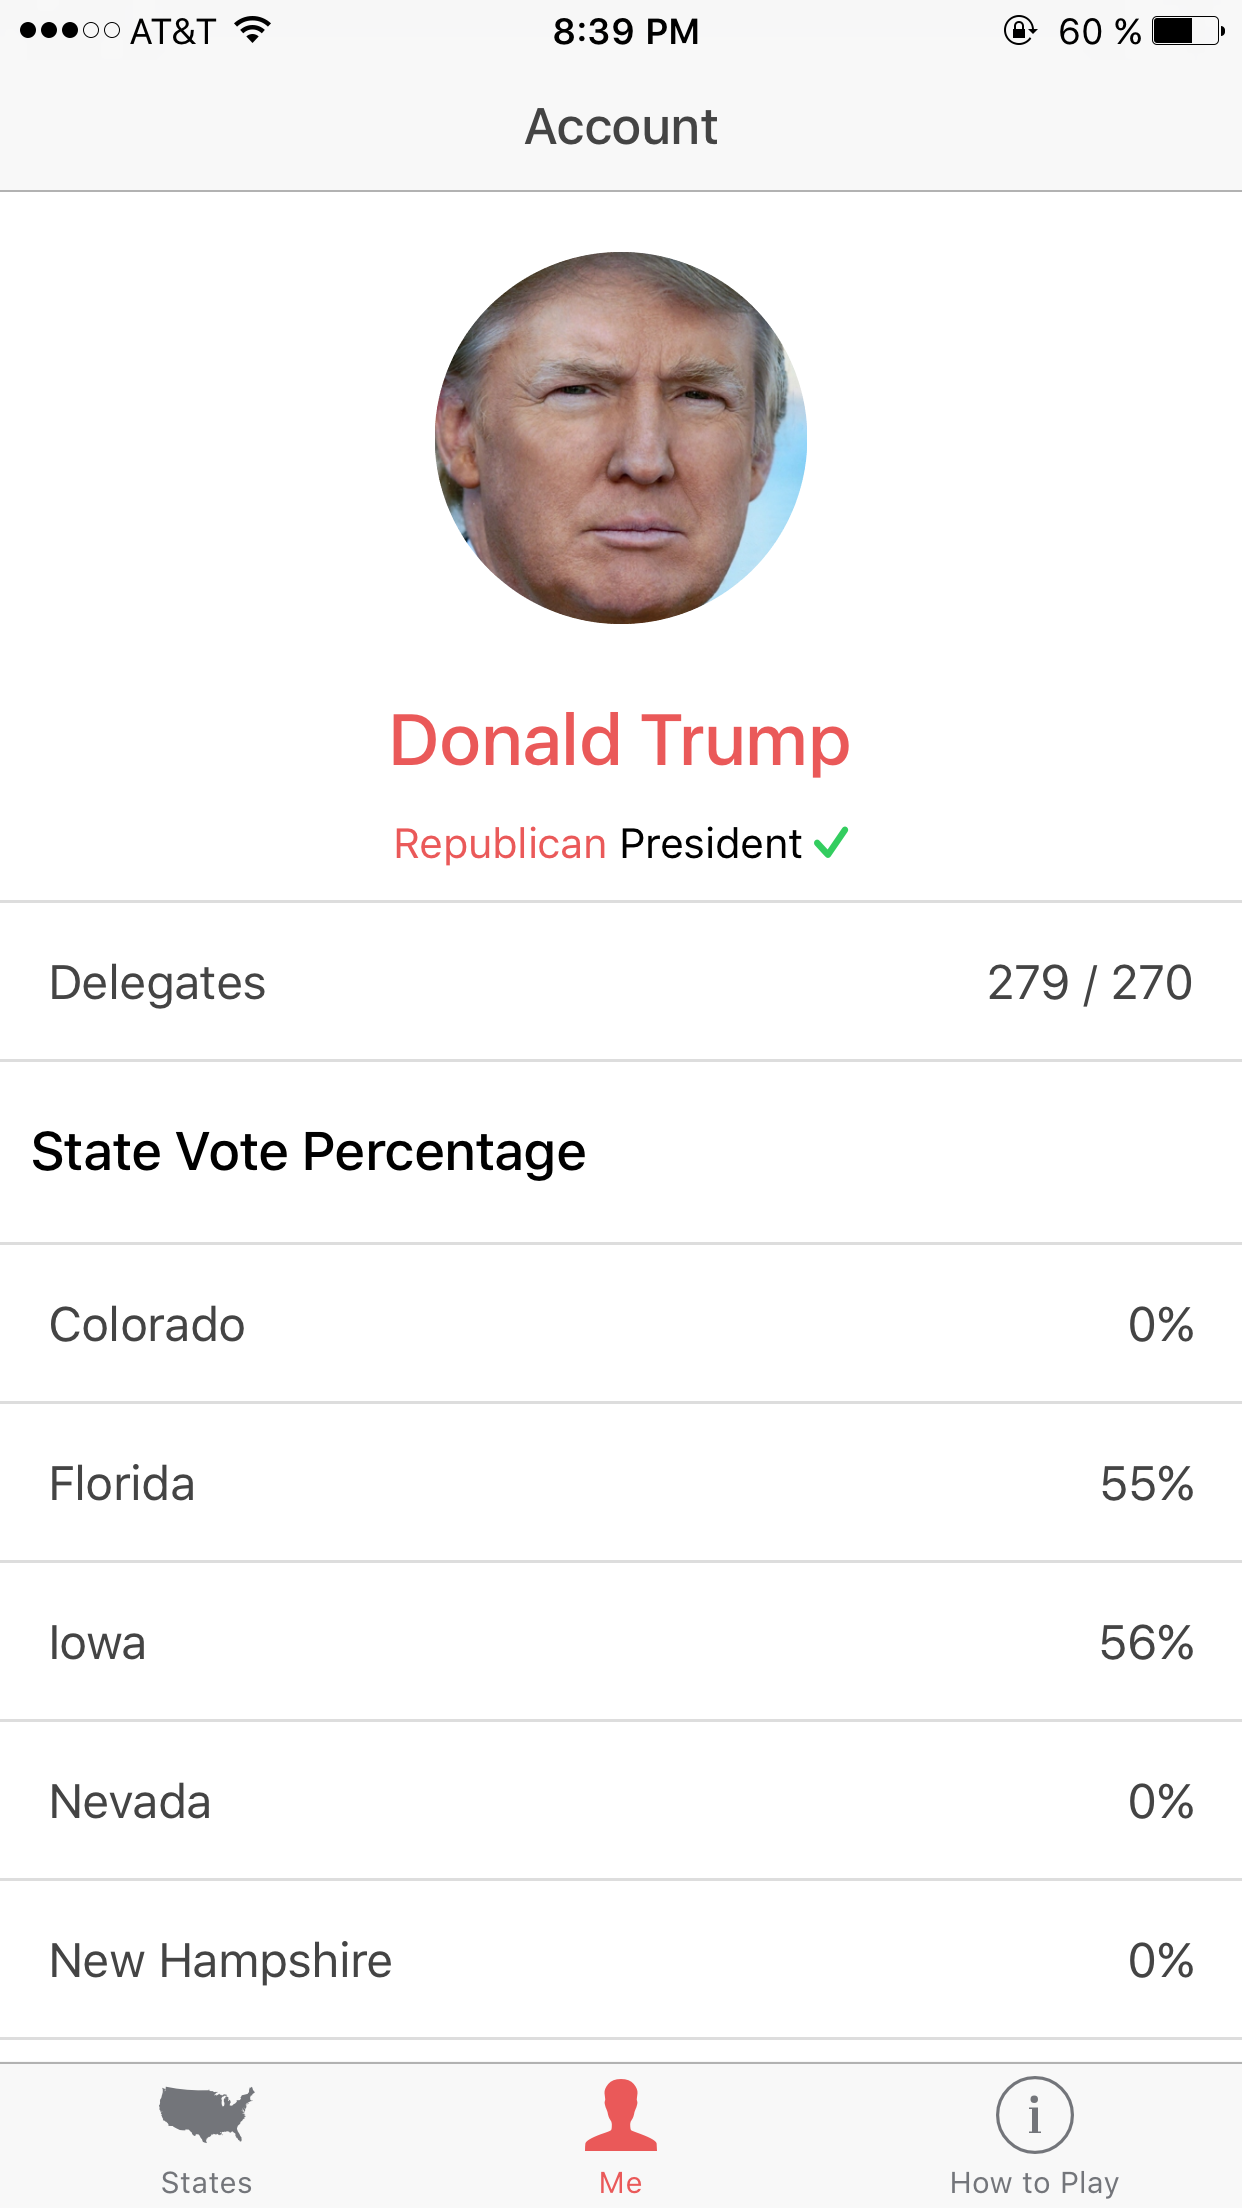 AT&T 8:39 PM 60 %
Account
Donald Trump
Republican President
Delegates 279 / 270
State Vote Percentage
Colorado 0%
Florida 55%
Iowa 56%
Nevada 0%
New Hampshire 0%
States Me How to Play